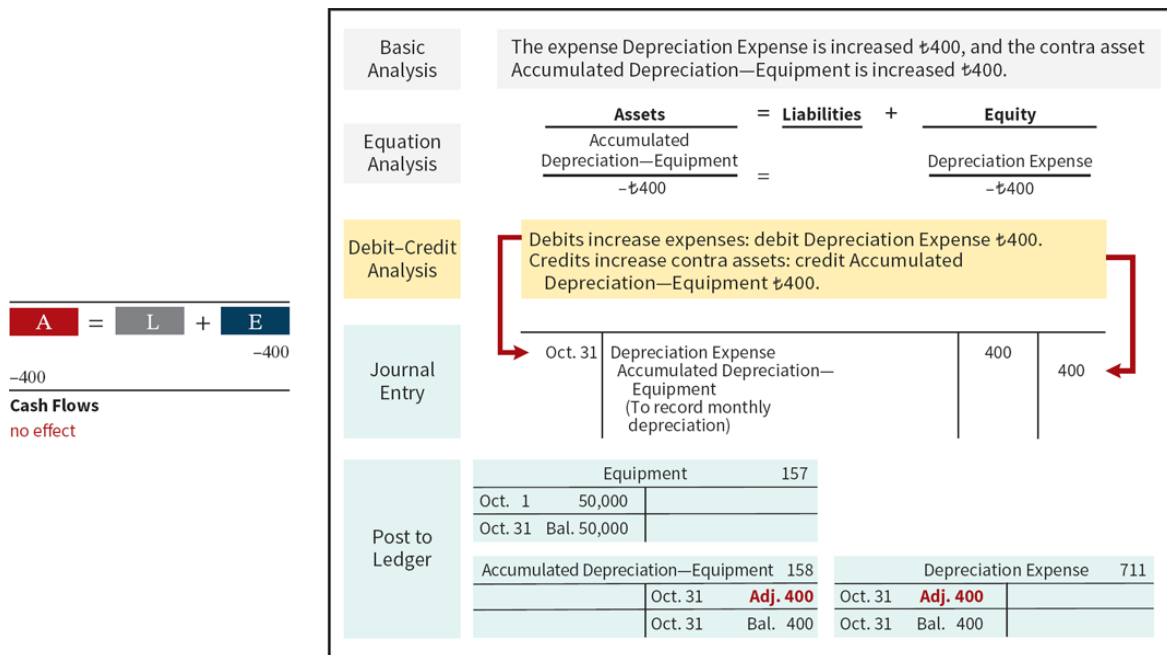 A = L + E
–400
–400
Cash Flows
no effect
Basic
Analysis
The expense Depreciation Expense is increased ₺400, and the contra asset
Accumulated Depreciation—Equipment is increased ₺400.
Equation
Analysis
Assets = Liabilities + Equity
Accumulated
Depreciation—Equipment = Depreciation Expense
–₺400 –₺400
Debit–Credit
Analysis
Debits increase expenses: debit Depreciation Expense ₺400.
Credits increase contra assets: credit Accumulated
Depreciation—Equipment ₺400.
Journal
Entry
Oct. 31 Depreciation Expense 400
Accumulated Depreciation— 400
Equipment
(To record monthly
depreciation)
Post to
Ledger
Equipment 157
Oct. 1 50,000
Oct. 31 Bal. 50,000
Accumulated Depreciation—Equipment 158
Oct. 31 Adj. 400
Oct. 31 Bal. 400
Depreciation Expense 711
Oct. 31 Adj. 400
Oct. 31 Bal. 400